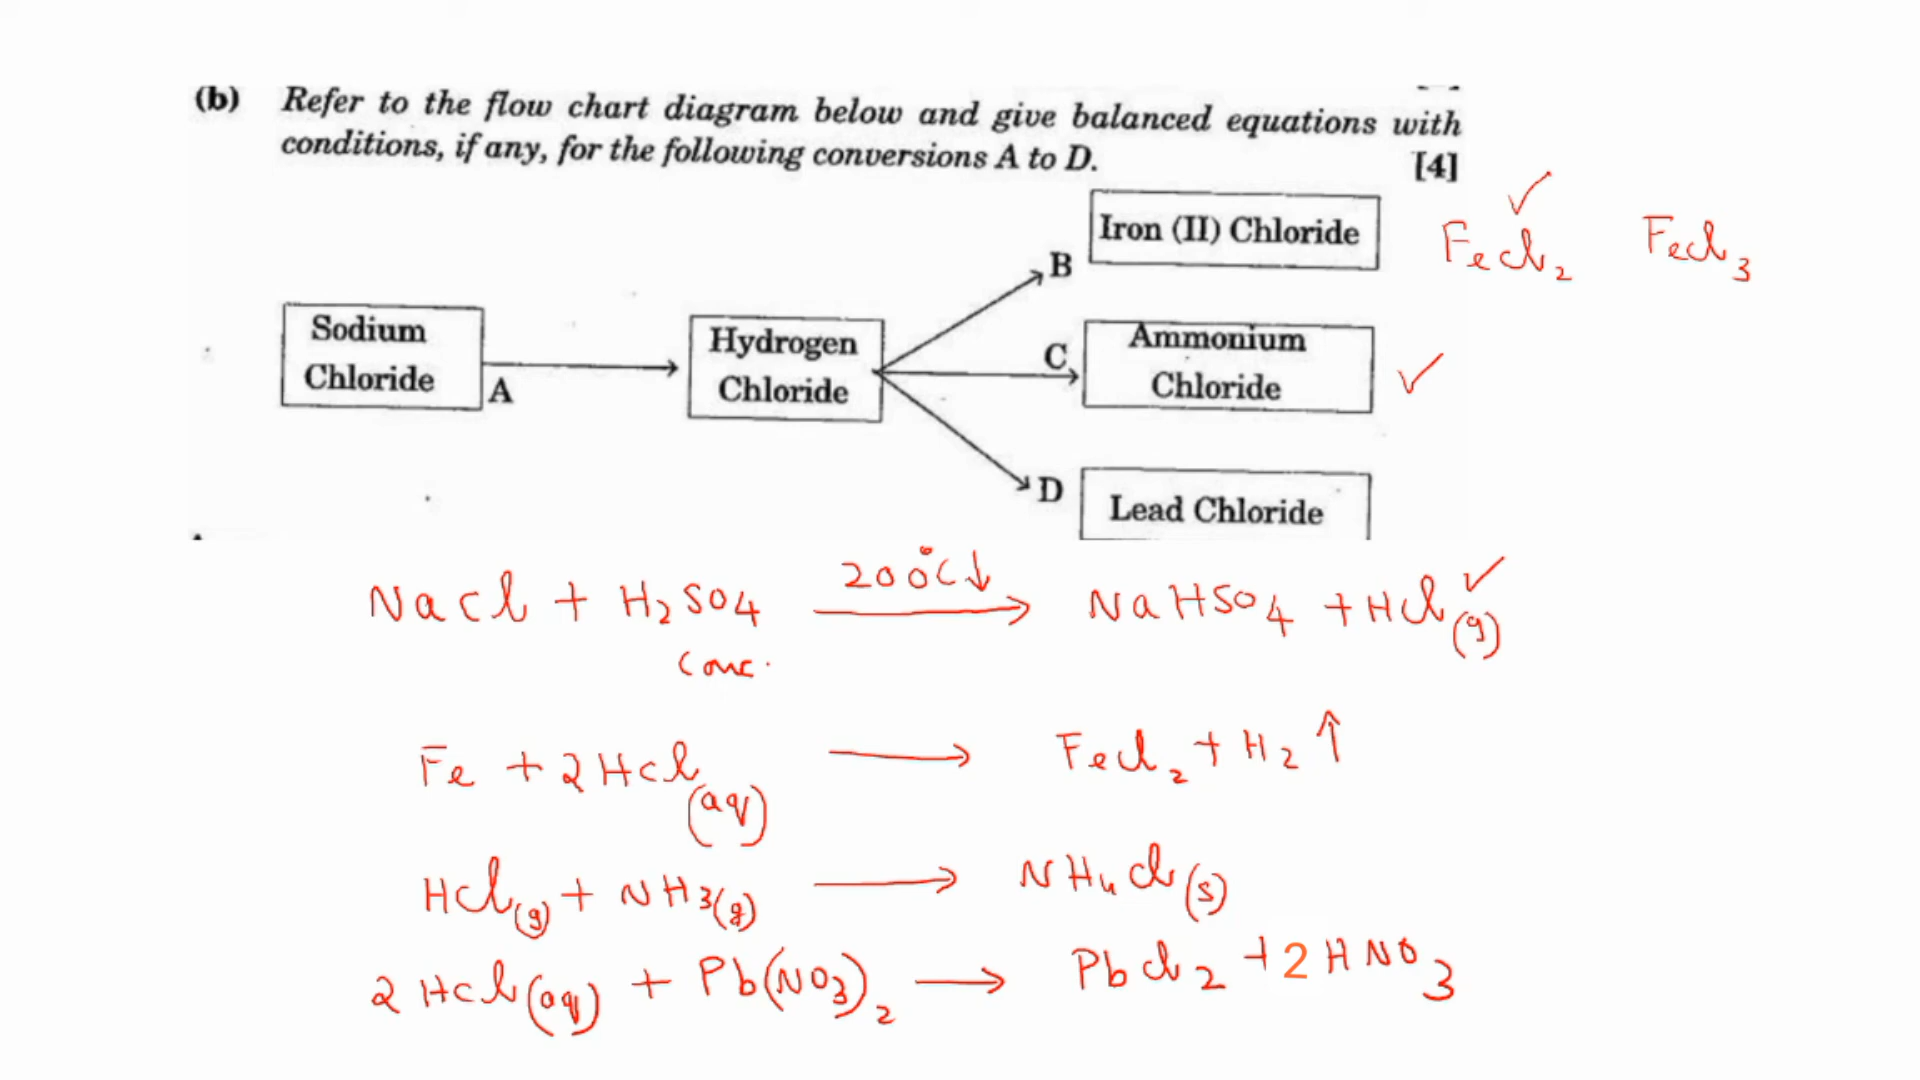 (b) Refer to the flow chart diagram below and give balanced equations with
conditions, if any, for the following conversions A to D. [4]
Iron (II) Chloride
FeCl₂ FeCl₃
B
Sodium
Chloride
A
Hydrogen
Chloride
C
Ammonium
Chloride
D
Lead Chloride
NaCl + H₂SO₄ 200°C↓ → NaHSO₄ + HCl(g)
conc.
Fe + 2HCl(aq) → FeCl₂ + H₂↑
HCl(g) + NH₃(g) → NH₄Cl(s)
2HCl(aq) + Pb(NO₃)₂ → PbCl₂ + 2HNO₃